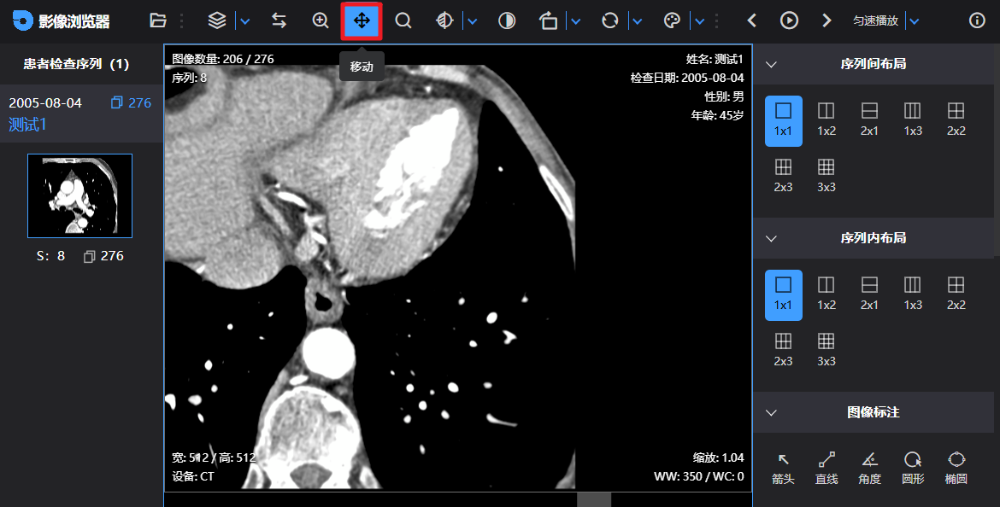 影像浏览器
匀速播放
移动
患者检查序列（1）
2005-08-04
276
测试1
S：8
276
图像数量: 206 / 276
序列: 8
姓名: 测试1
检查日期: 2005-08-04
性别: 男
年龄: 45岁
宽: 512 / 高: 512
设备: CT
缩放: 1.04
WW: 350 / WC: 0
序列间布局
1x1
1x2
2x1
1x3
2x2
2x3
3x3
序列内布局
1x1
1x2
2x1
1x3
2x2
2x3
3x3
图像标注
箭头
直线
角度
圆形
椭圆